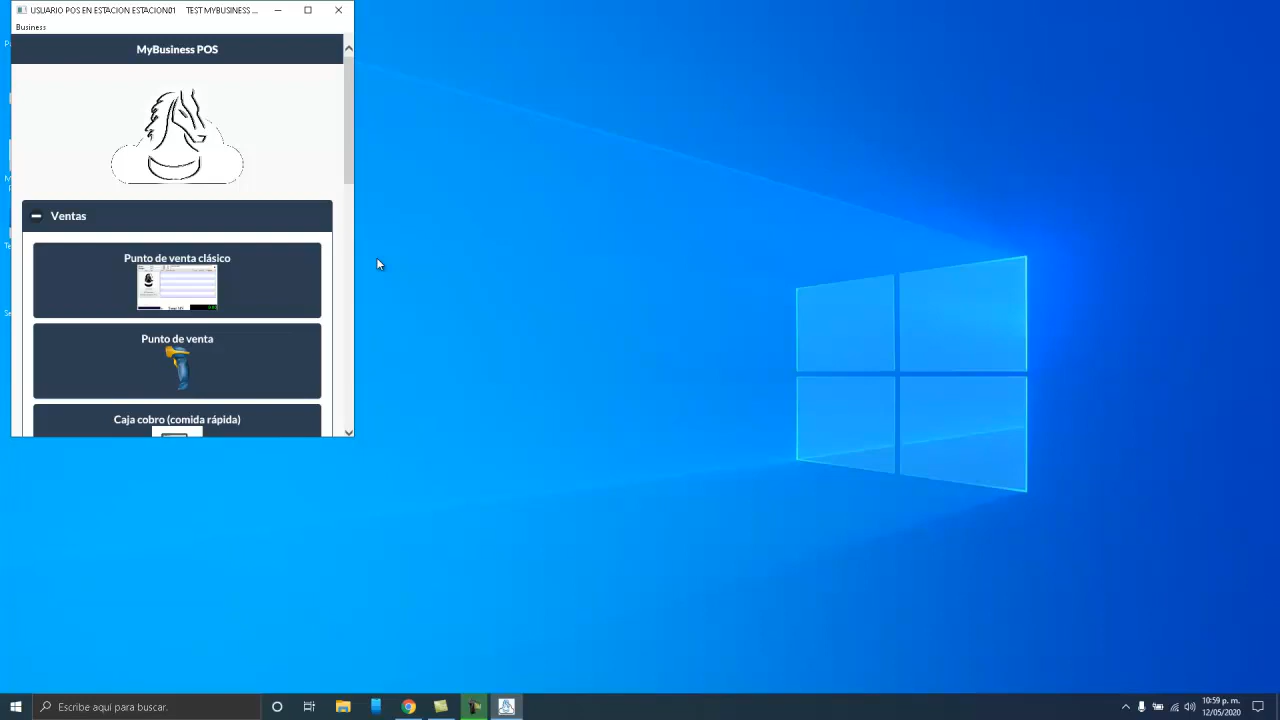 USUARIO POS EN ESTACION ESTACION01 TEST MYBUSINESS ...
Business
MyBusiness POS
Ventas
Punto de venta clásico
Punto de venta
Caja cobro (comida rápida)
Escribe aquí para buscar.
10:59 p. m.
12/05/2020